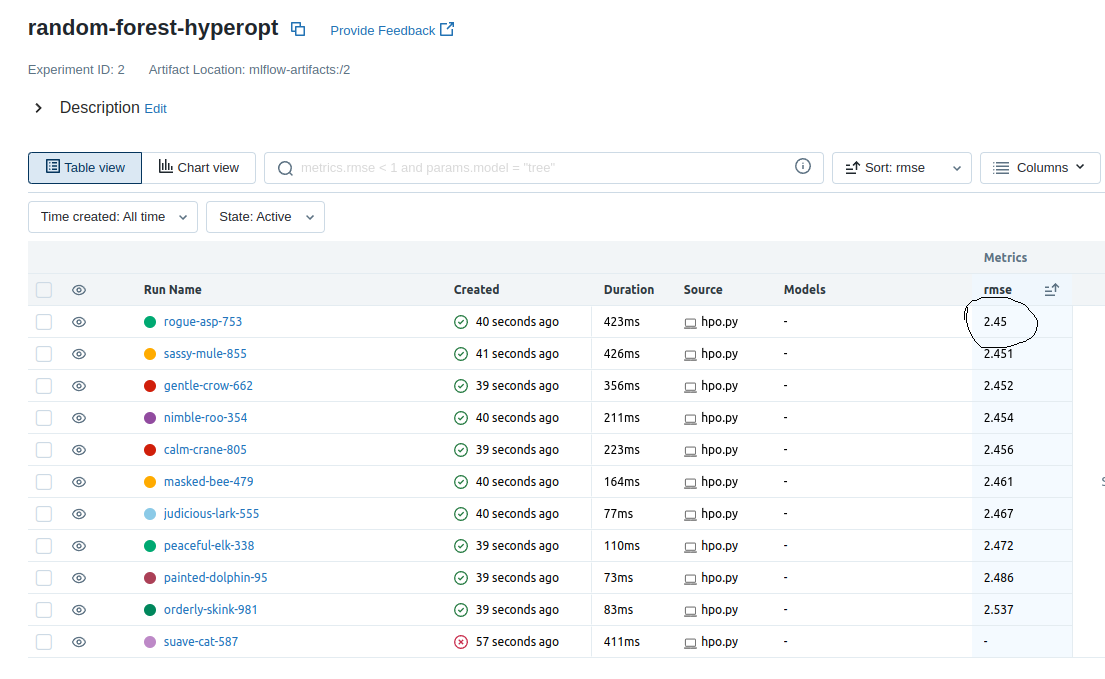 random-forest-hyperopt Provide Feedback
Experiment ID: 2 Artifact Location: mlflow-artifacts:/2
Description Edit
Table view Chart view metrics.rmse < 1 and params.model = "tree" Sort: rmse Columns
Time created: All time State: Active
Metrics
Run Name Created Duration Source Models rmse
rogue-asp-753 40 seconds ago 423ms hpo.py - 2.45
sassy-mule-855 41 seconds ago 426ms hpo.py - 2.451
gentle-crow-662 39 seconds ago 356ms hpo.py - 2.452
nimble-roo-354 40 seconds ago 211ms hpo.py - 2.454
calm-crane-805 39 seconds ago 223ms hpo.py - 2.456
masked-bee-479 40 seconds ago 164ms hpo.py - 2.461
judicious-lark-555 40 seconds ago 77ms hpo.py - 2.467
peaceful-elk-338 39 seconds ago 110ms hpo.py - 2.472
painted-dolphin-95 39 seconds ago 73ms hpo.py - 2.486
orderly-skink-981 39 seconds ago 83ms hpo.py - 2.537
suave-cat-587 57 seconds ago 411ms hpo.py - -